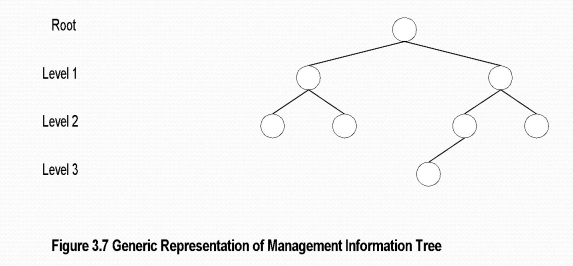 Root
Level 1
Level 2
Level 3
Figure 3.7 Generic Representation of Management Information Tree